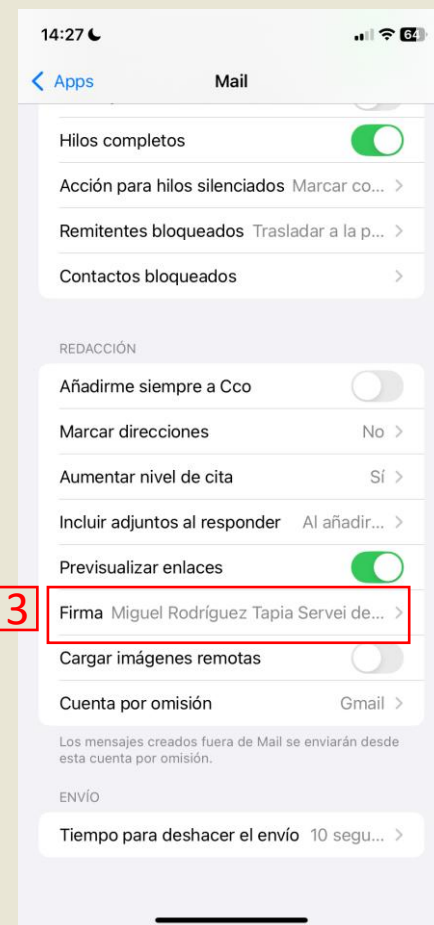 14:27
64
Apps
Mail
Hilos completos
Acción para hilos silenciados Marcar co...
Remitentes bloqueados Trasladar a la p...
Contactos bloqueados
REDACCIÓN
Añadirme siempre a Cco
Marcar direcciones No
Aumentar nivel de cita Sí
Incluir adjuntos al responder Al añadir...
Previsualizar enlaces
3
Firma Miguel Rodríguez Tapia Servei de...
Cargar imágenes remotas
Cuenta por omisión Gmail
Los mensajes creados fuera de Mail se enviarán desde
esta cuenta por omisión.
ENVÍO
Tiempo para deshacer el envío 10 segu...